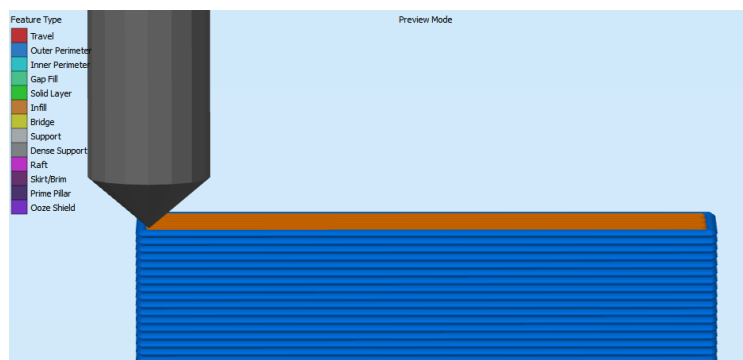 Feature Type
Preview Mode
Travel
Outer Perimeter
Inner Perimeter
Gap Fill
Solid Layer
Infill
Bridge
Support
Dense Support
Raft
Skirt/Brim
Prime Pillar
Ooze Shield